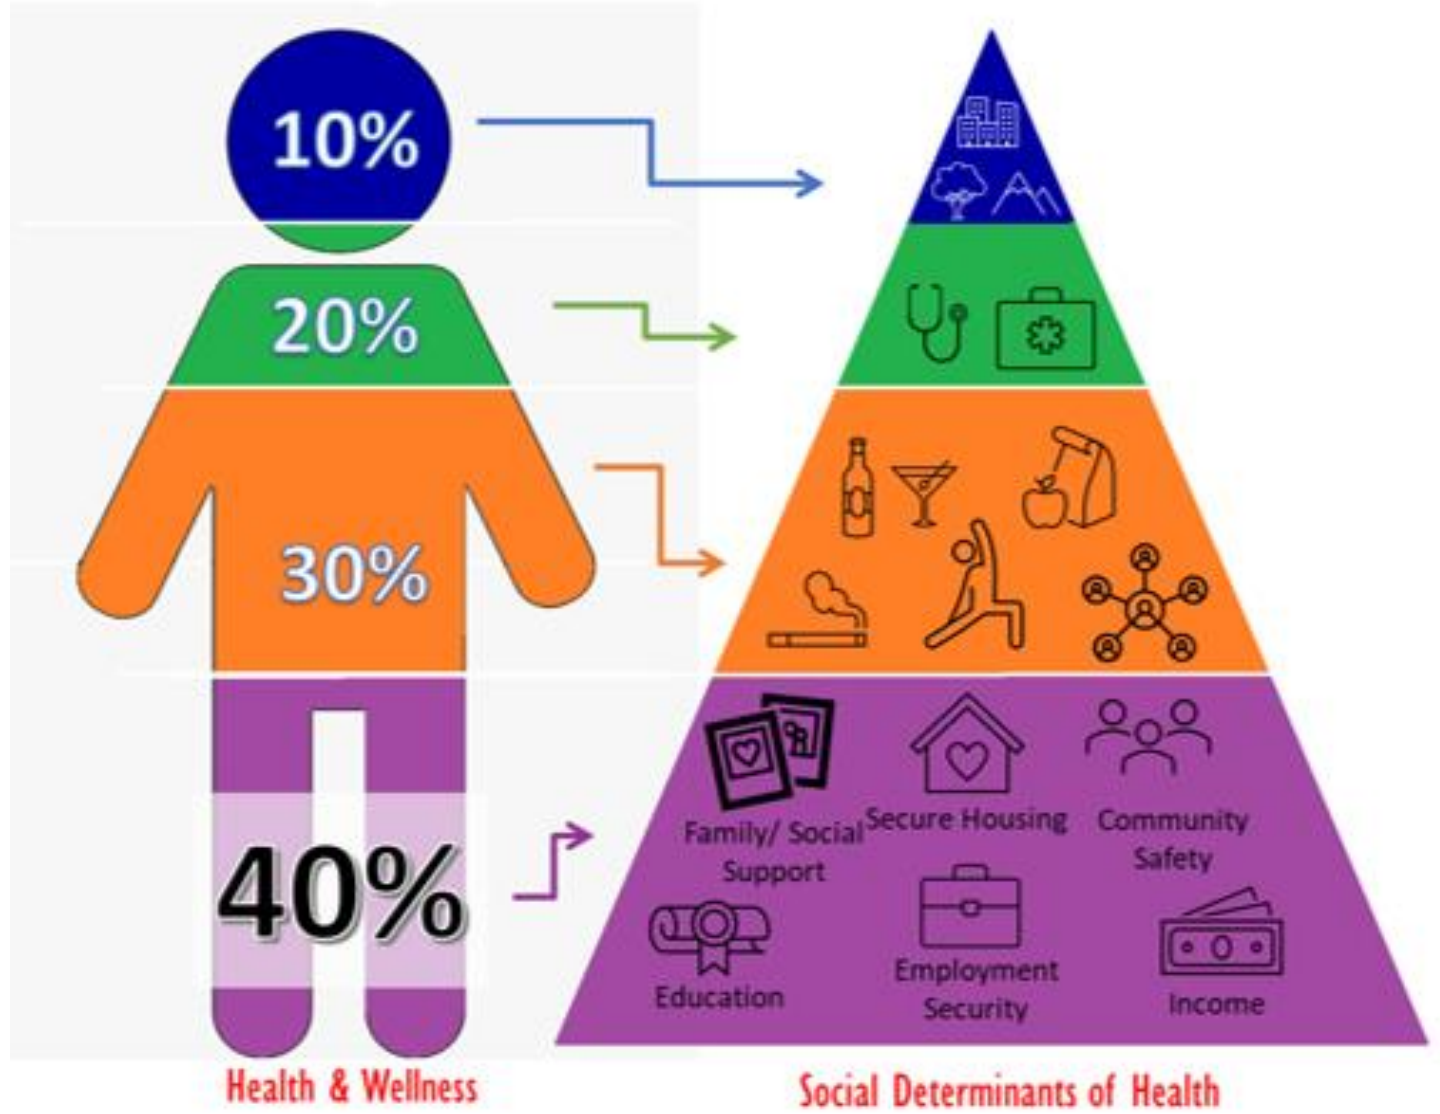 10%
20%
30%
40%
Family/ Social
Support
Secure Housing
Community
Safety
Education
Employment
Security
Income
Health & Wellness
Social Determinants of Health